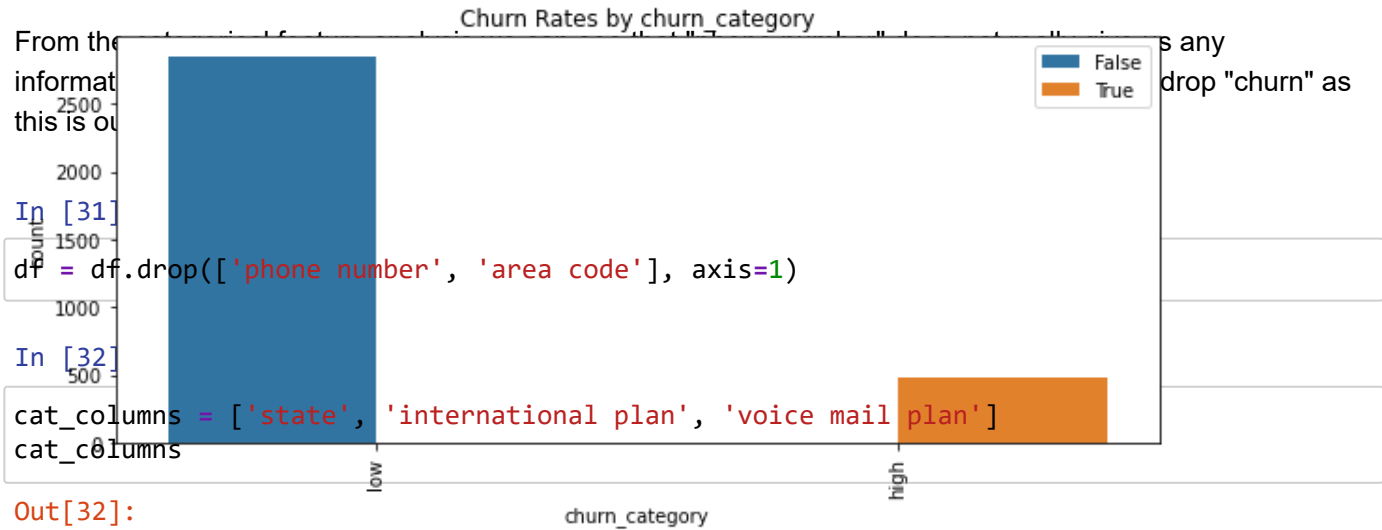 Churn Rates by churn_category
From the any
informat drop "churn" as
this is
False
True
2500
2000
1500
1000
500
0
count
low
high
churn_category
In [31]
df = df.drop(['phone number', 'area code'], axis=1)
In [32]
cat_columns = ['state', 'international plan', 'voice mail plan']
cat_columns
Out[32]: